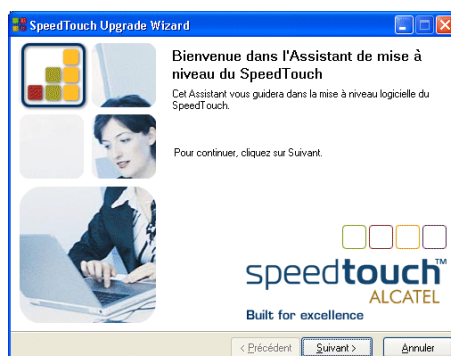 SpeedTouch Upgrade Wizard
Bienvenue dans l'Assistant de mise à
niveau du SpeedTouch
Cet Assistant vous guidera dans la mise à niveau logicielle du
SpeedTouch.
Pour continuer, cliquez sur Suivant.
speedtouch™
ALCATEL
Built for excellence
< Précédent
Suivant >
Annuler